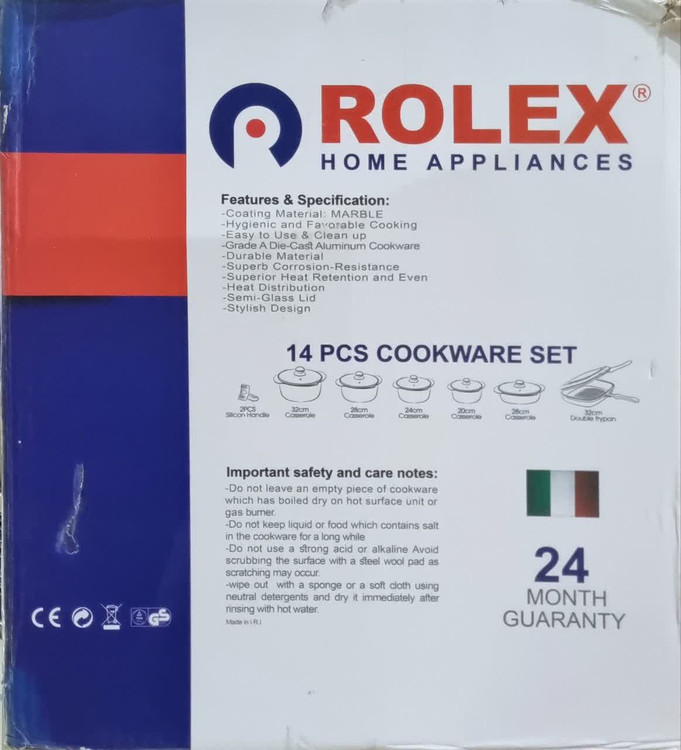 ROLEX®
HOME APPLIANCES
Features & Specification:
-Coating Material: MARBLE
-Hygienic and Favorable Cooking
-Easy to Use & Clean up
-Grade A Die-Cast Aluminum Cookware
-Durable Material
-Superb Corrosion-Resistance
-Superior Heat Retention and Even
-Heat Distribution
-Semi-Glass Lid
-Stylish Design
14 PCS COOKWARE SET
2PCS
Silicon Handle
32cm
Casserole
28cm
Casserole
24cm
Casserole
20cm
Casserole
28cm
Casserole
32cm
Double frypan
Important safety and care notes:
-Do not leave an empty piece of cookware
which has boiled dry on hot surface unit or
gas burner.
-Do not keep liquid or food which contains salt
in the cookware for a long while
-Do not use a strong acid or alkaline Avoid
scrubbing the surface with a steel wool pad as
scratching may occur.
-wipe out with a sponge or a soft cloth using
neutral detergents and dry it immediately after
rinsing with hot water.
Made in I.R.I
24
MONTH
GUARANTY
CE
GS